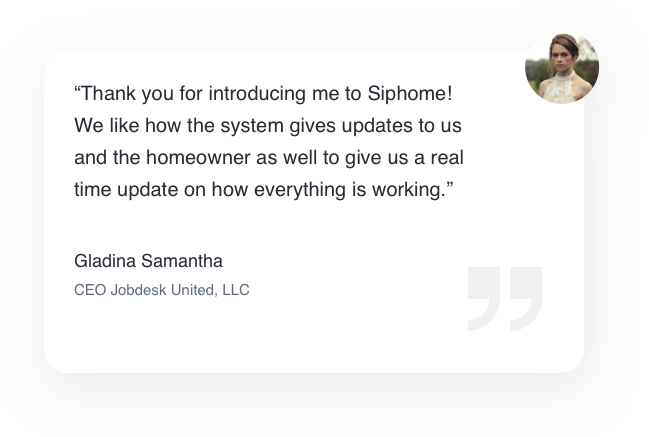 “Thank you for introducing me to Siphome!
We like how the system gives updates to us
and the homeowner as well to give us a real
time update on how everything is working.”
Gladina Samantha
CEO Jobdesk United, LLC
”